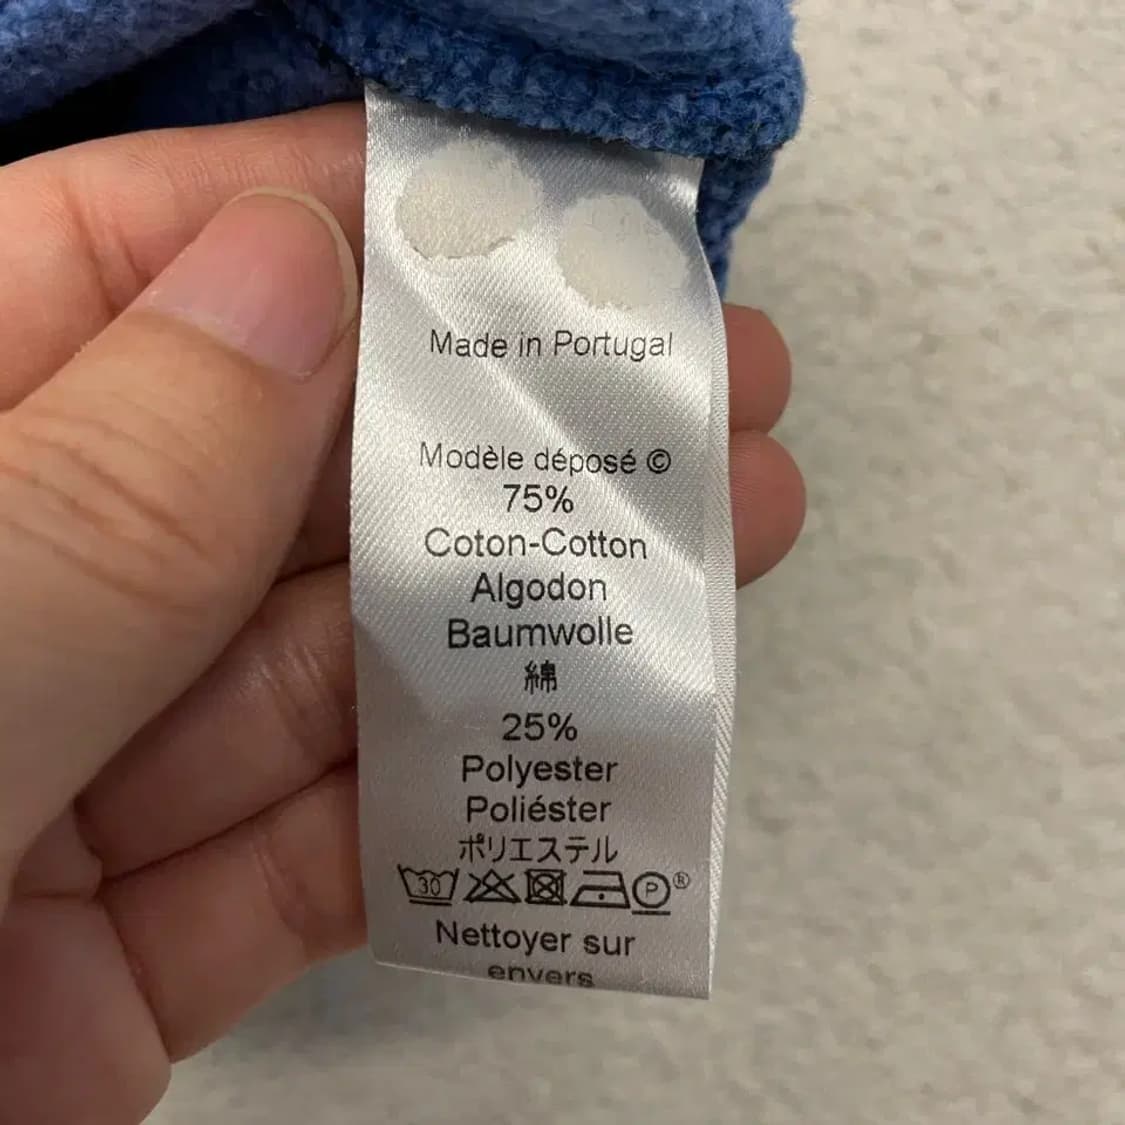 Made in Portugal
Modèle déposé ©
75%
Coton-Cotton
Algodon
Baumwolle
綿
25%
Polyester
Poliéster
ポリエステル
30 P ®
Nettoyer sur
envers